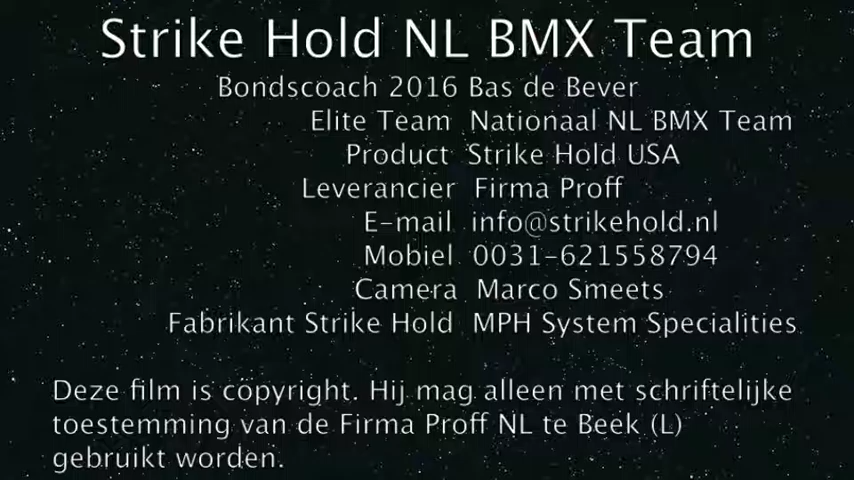 Strike Hold NL BMX Team
Bondscoach 2016 Bas de Bever
Elite Team Nationaal NL BMX Team
Product Strike Hold USA
Leverancier Firma Proff
E-mail info@strikehold.nl
Mobiel 0031-621558794
Camera Marco Smeets
Fabrikant Strike Hold MPH System Specialities
Deze film is copyright. Hij mag alleen met schriftelijke
toestemming van de Firma Proff NL te Beek (L)
gebruikt worden.